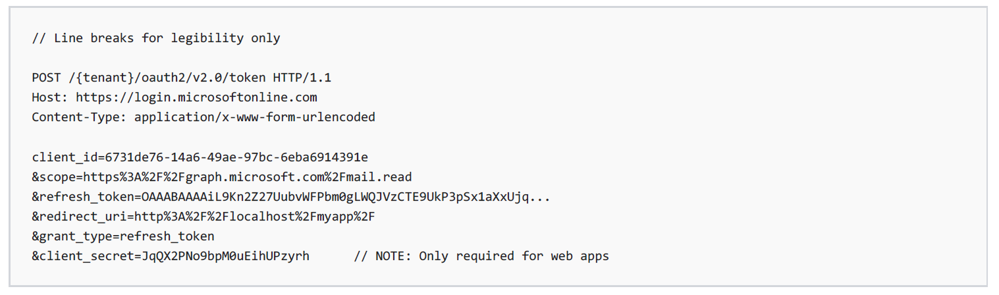 // Line breaks for legibility only
POST /{tenant}/oauth2/v2.0/token HTTP/1.1
Host: https://login.microsoftonline.com
Content-Type: application/x-www-form-urlencoded
client_id=6731de76-14a6-49ae-97bc-6eba6914391e
&scope=https%3A%2F%2Fgraph.microsoft.com%2Fmail.read
&refresh_token=OAAABAAAAiL9Kn2Z27UubvWFPbm0gLWQJVzCTE9UkP3pSx1aXxUjq...
&redirect_uri=http%3A%2F%2Flocalhost%2Fmyapp%2F
&grant_type=refresh_token
&client_secret=JqQX2PNo9bpM0uEihUPzyrh      // NOTE: Only required for web apps